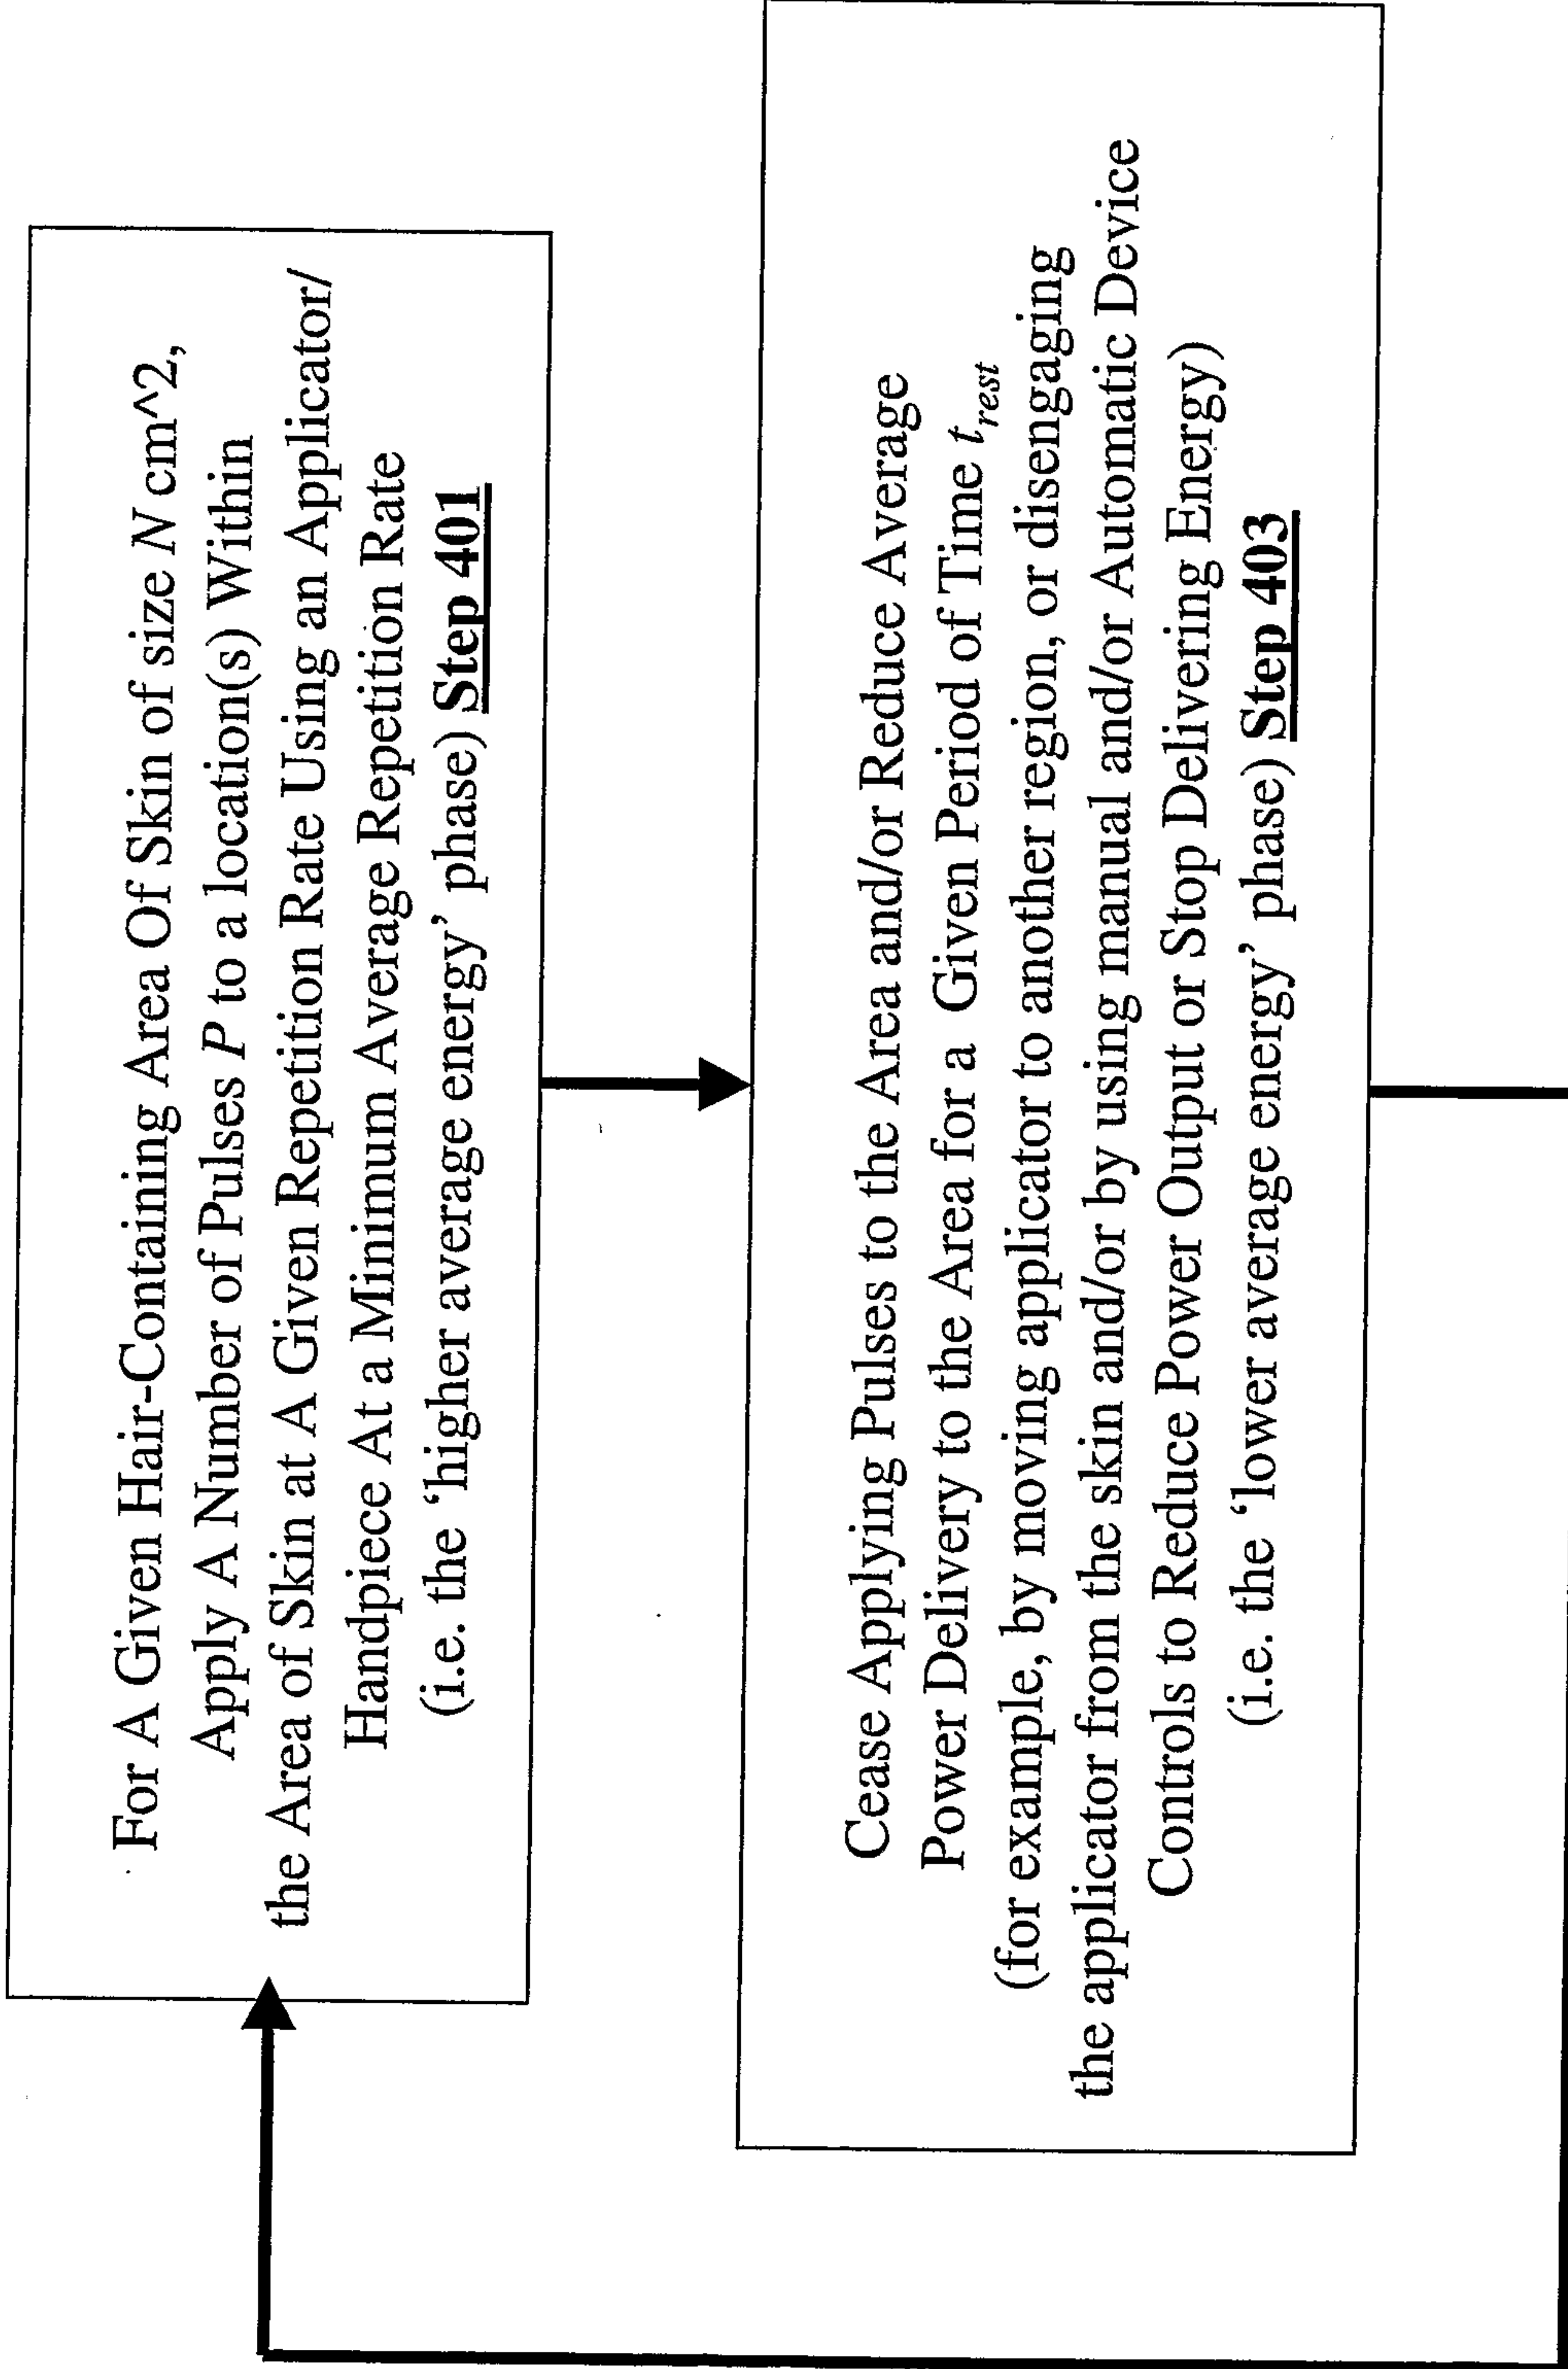 For A Given Hair-Containing Area Of Skin of size N cm^2,
Apply A Number of Pulses P to a location(s) Within
the Area of Skin at A Given Repetition Rate Using an Applicator/
Handpiece At a Minimum Average Repetition Rate
(i.e. the ‘higher average energy’ phase) Step 401
Cease Applying Pulses to the Area and/or Reduce Average
Power Delivery to the Area for a Given Period of Time t_rest
(for example, by moving applicator to another region, or disengaging
the applicator from the skin and/or by using manual and/or Automatic Device
Controls to Reduce Power Output or Stop Delivering Energy)
(i.e. the ‘lower average energy’ phase) Step 403